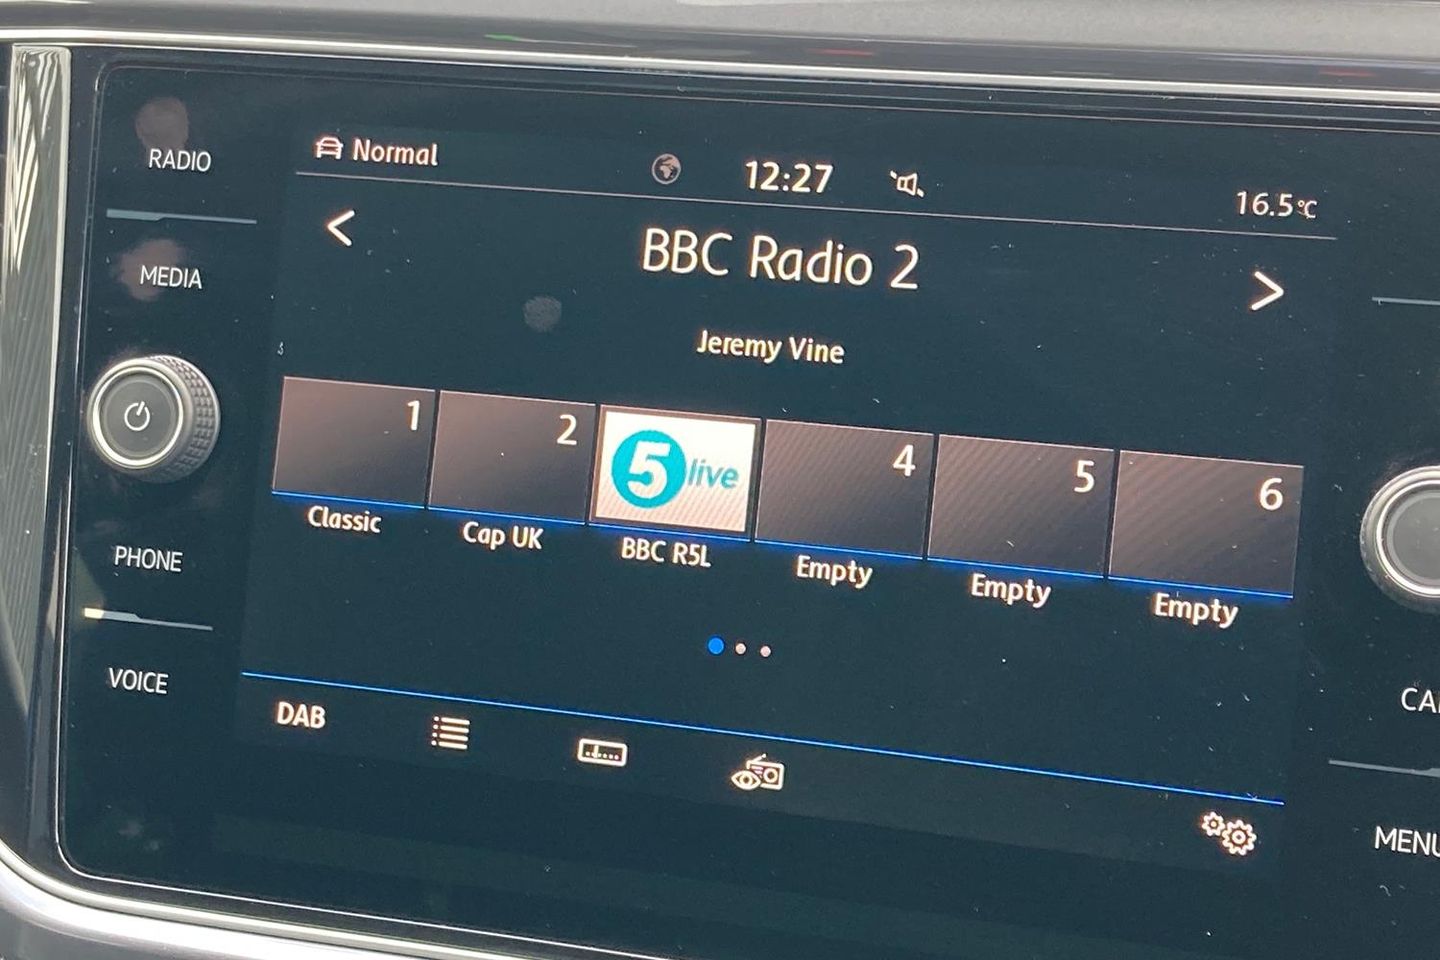 RADIO
Normal
12:27
16.5°C
MEDIA
BBC Radio 2
Jeremy Vine
1
2
5 live
4
5
6
Classic
Cap UK
BBC R5L
Empty
Empty
Empty
PHONE
VOICE
DAB
MENU